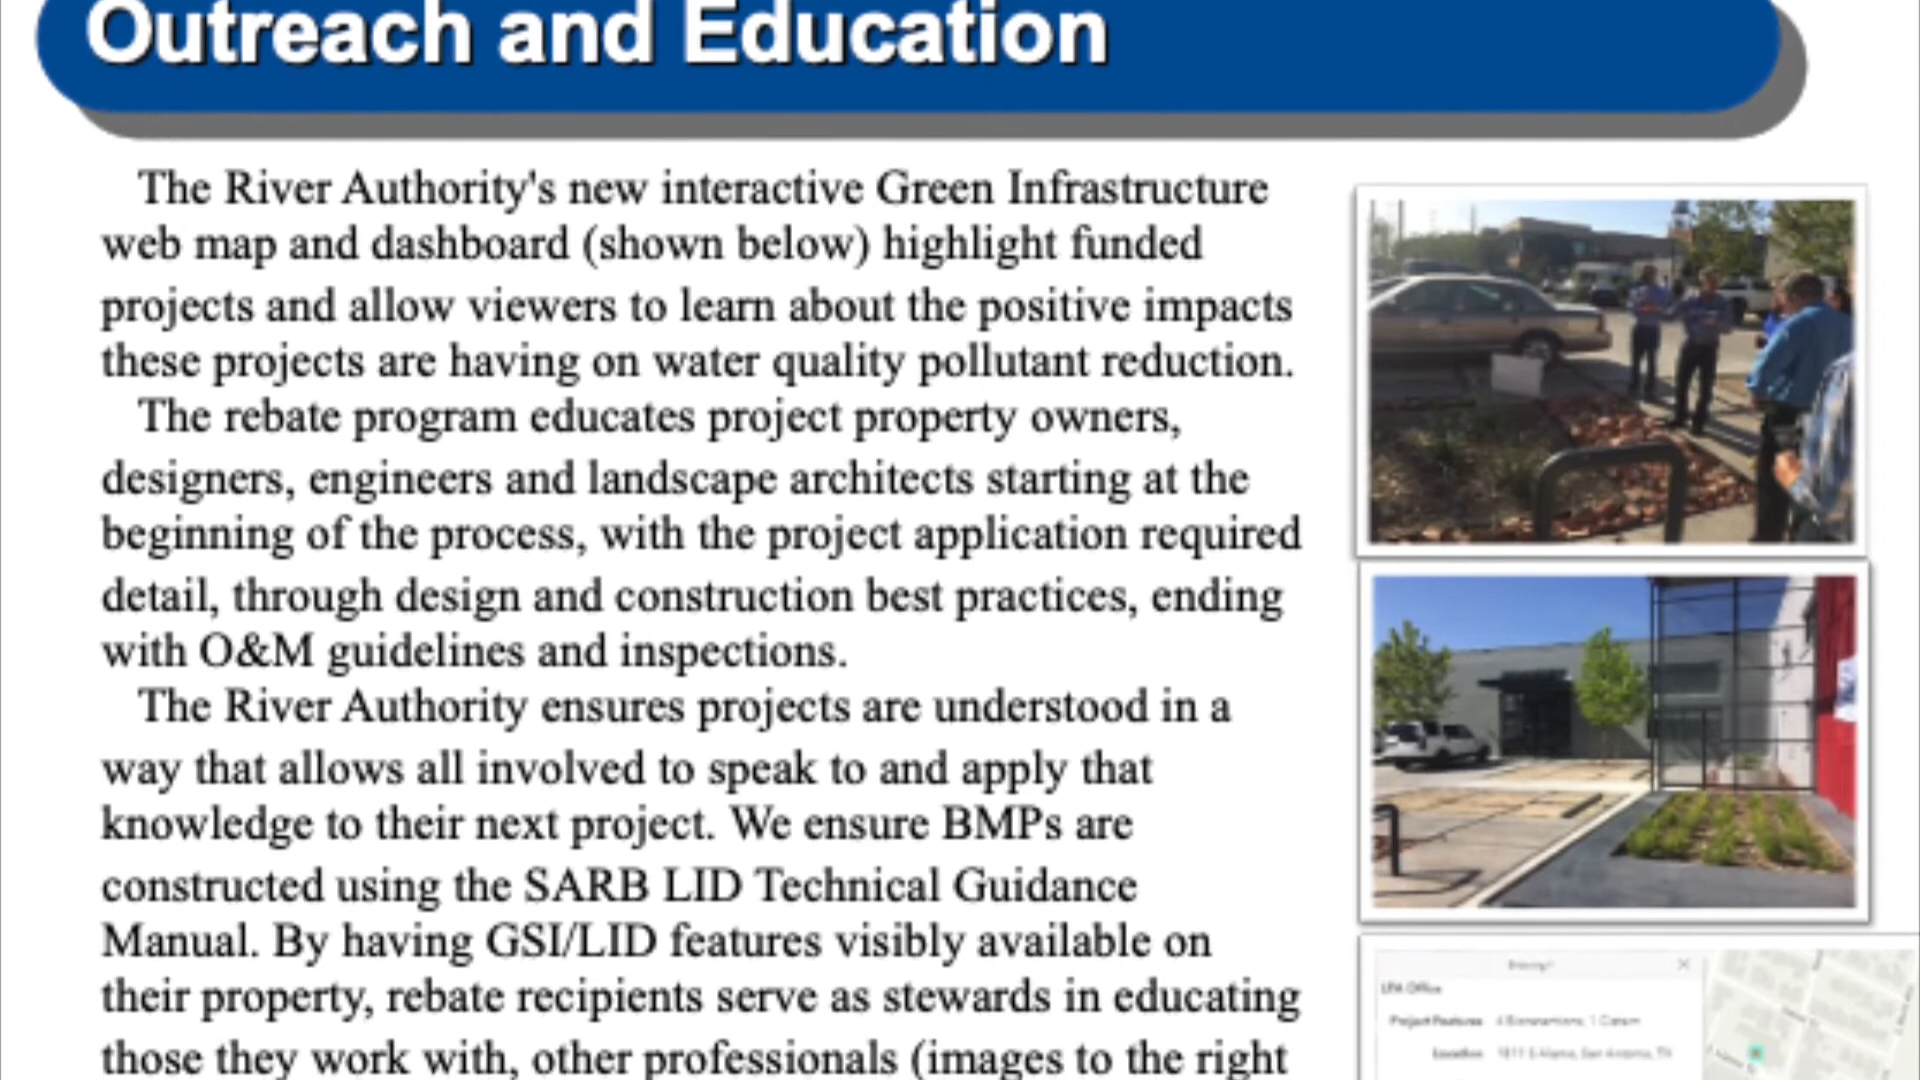 Outreach and Education
The River Authority's new interactive Green Infrastructure
web map and dashboard (shown below) highlight funded
projects and allow viewers to learn about the positive impacts
these projects are having on water quality pollutant reduction.
The rebate program educates project property owners,
designers, engineers and landscape architects starting at the
beginning of the process, with the project application required
detail, through design and construction best practices, ending
with O&M guidelines and inspections.
The River Authority ensures projects are understood in a
way that allows all involved to speak to and apply that
knowledge to their next project. We ensure BMPs are
constructed using the SARB LID Technical Guidance
Manual. By having GSI/LID features visibly available on
their property, rebate recipients serve as stewards in educating
those they work with, other professionals (images to the right
Office
Project Features
Location San Antonio, TX